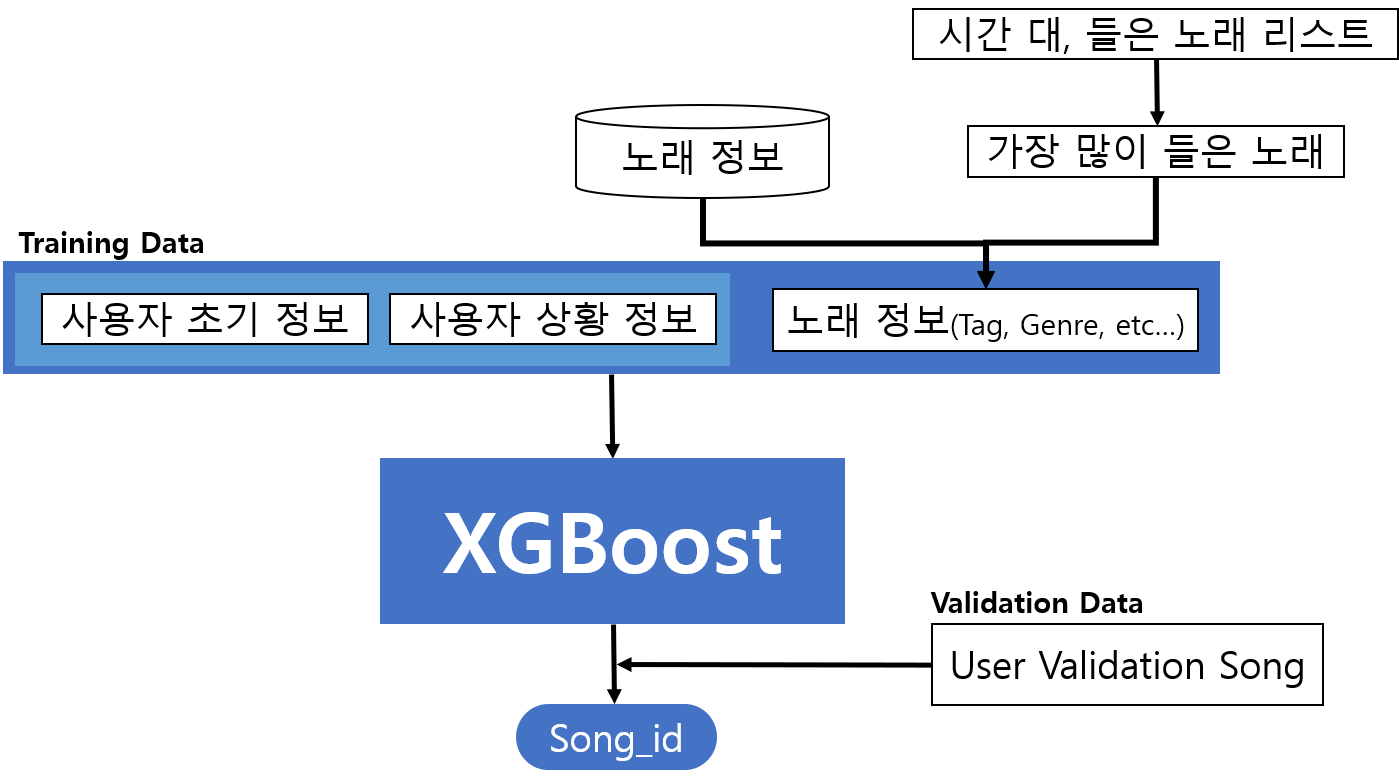 시간 대, 들은 노래 리스트
노래 정보
가장 많이 들은 노래
Training Data
사용자 초기 정보
사용자 상황 정보
노래 정보(Tag, Genre, etc...)
XGBoost
Validation Data
User Validation Song
Song_id